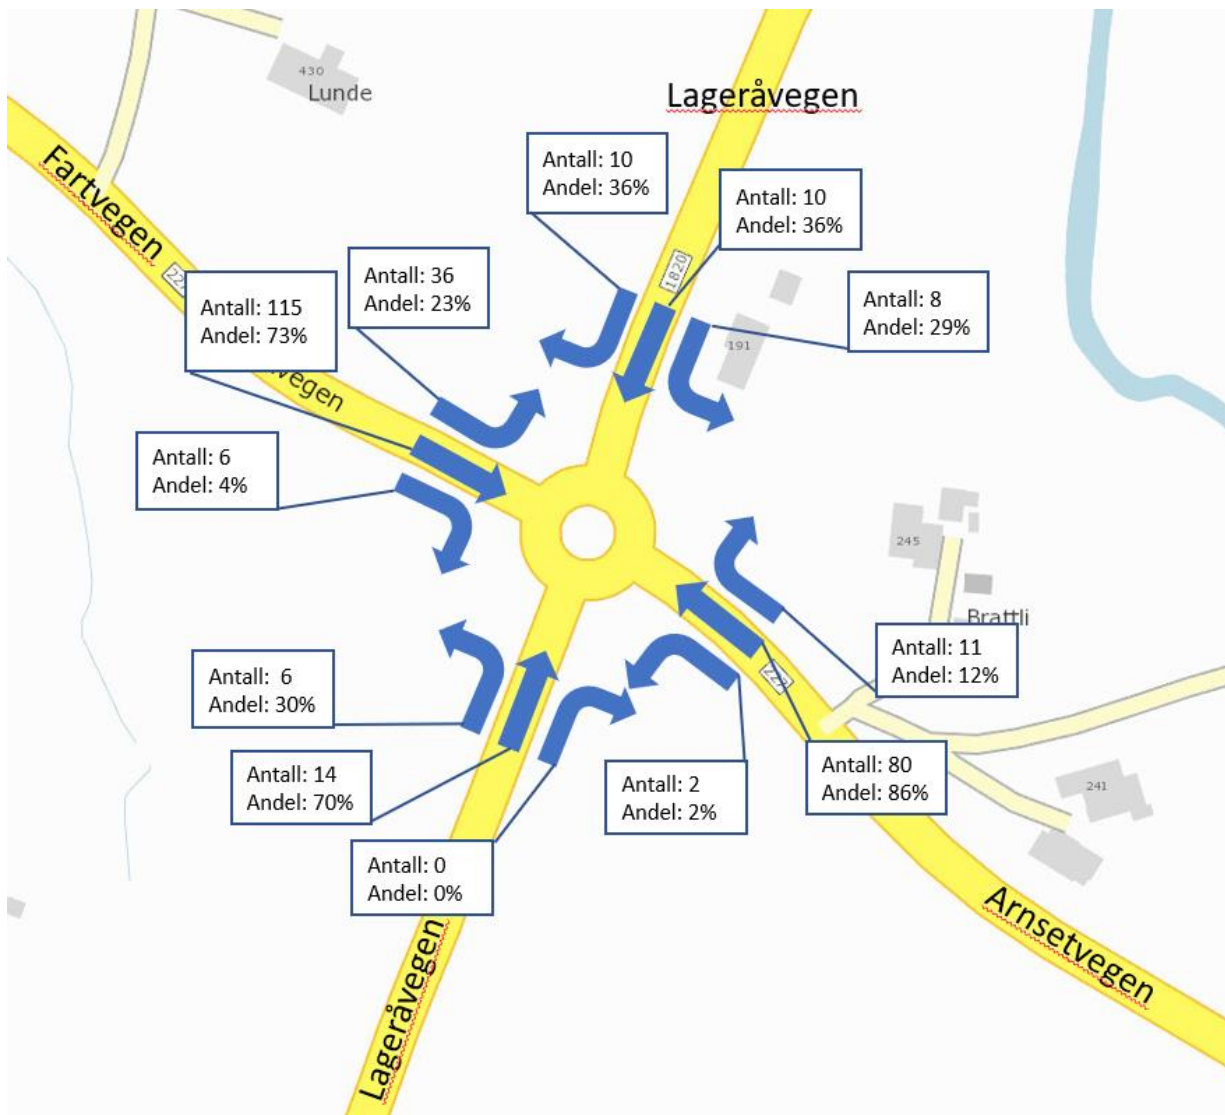 430
Lunde
Lageråvegen
Fartvegen
Antall: 10
Andel: 36%
Antall: 10
Andel: 36%
1820
Antall: 36
Andel: 23%
Antall: 115
Andel: 73%
Antall: 8
Andel: 29%
191
vegen
Antall: 6
Andel: 4%
245
Brattli
Antall: 11
Andel: 12%
227
Antall:  6
Andel: 30%
Antall: 14
Andel: 70%
Antall: 2
Andel: 2%
Antall: 80
Andel: 86%
241
Antall: 0
Andel: 0%
Lageråvegen
Arnsetvegen